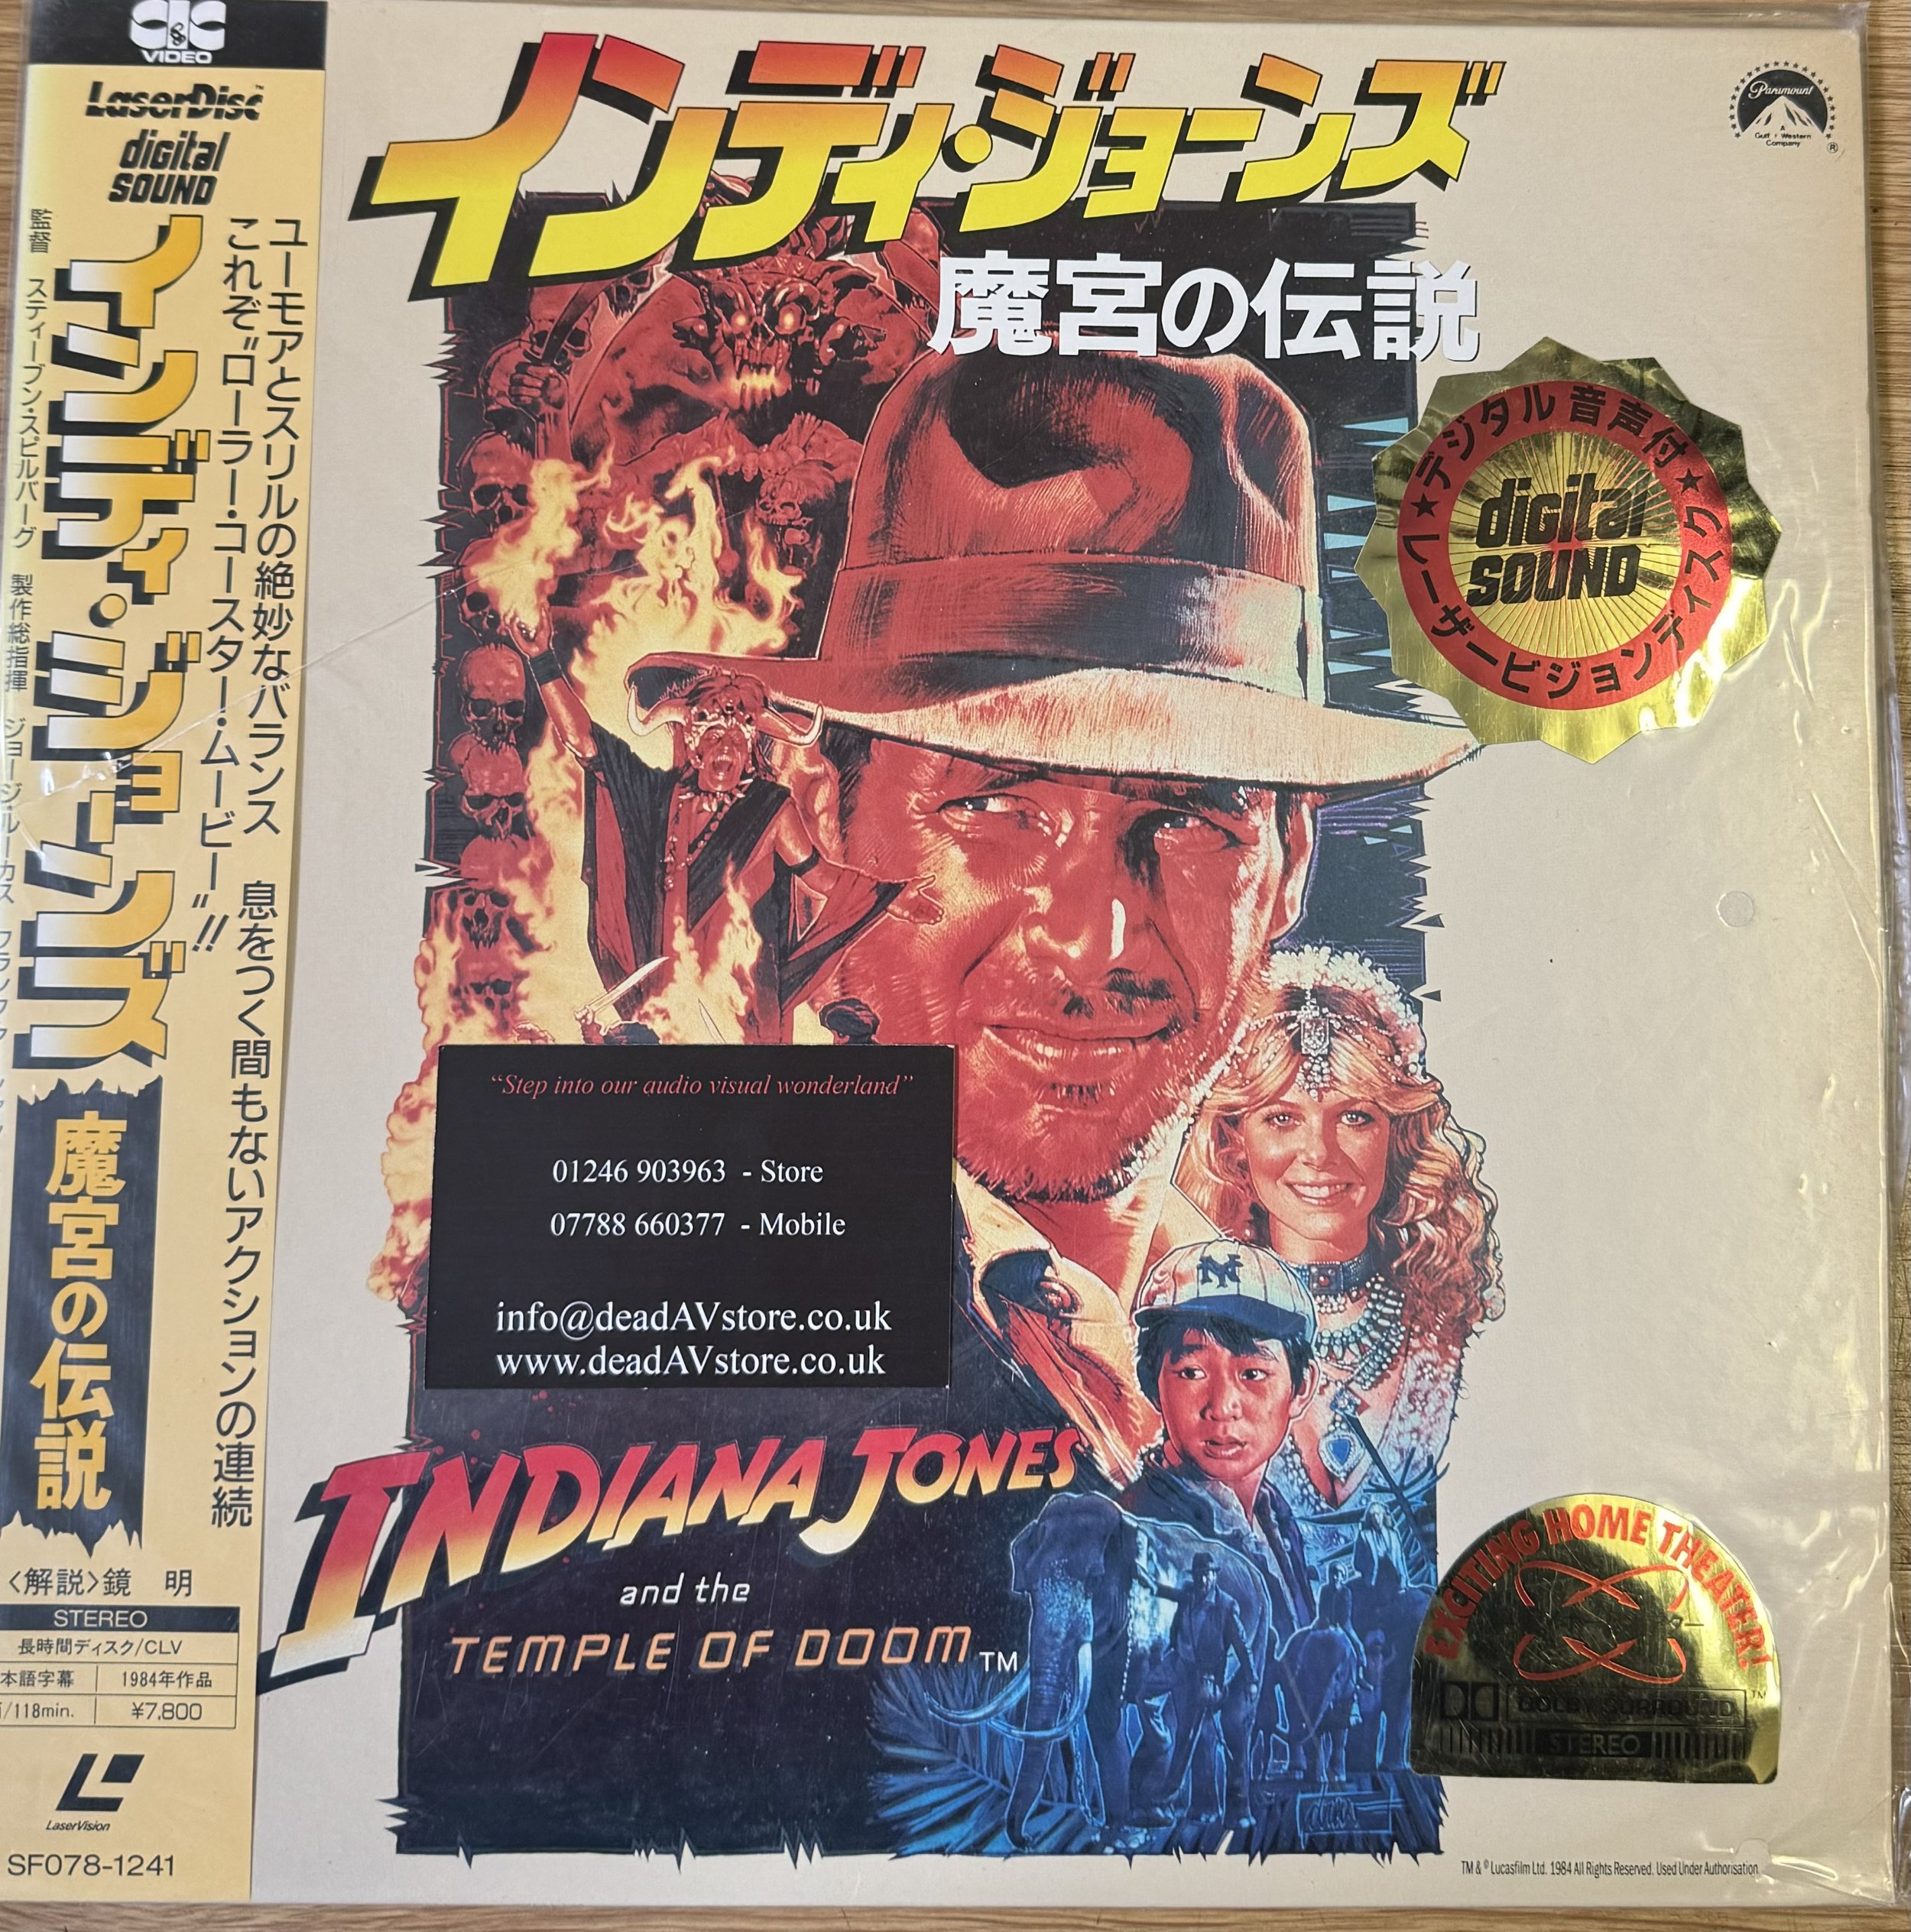 CIC
VIDEO
LaserDisc™
digital
SOUND
ユーモアとスリルの絶妙なバランス 息をつく間もないアクションの連続
これぞ"ローラー・コースター・ムービー"!!
インディ・ジョーンズ
魔宮の伝説
監督 スティーブン・スピルバーグ 製作総指揮 ジョージ・ルーカス
〈解説〉鏡 明
STEREO
長時間ディスク/CLV
本語字幕
1984年作品
/118min.
¥7,800
LaserVision
SF078-1241
インディ・ジョーンズ
魔宮の伝説
Paramount
A
Gulf + Western
Company
®
★デジタル音声付★
digital
SOUND
レーザービジョンディスク
NY
"Step into our audio visual wonderland"
01246 903963 - Store
07788 660377 - Mobile
info@deadAVstore.co.uk
www.deadAVstore.co.uk
INDIANA JONES
and the
TEMPLE OF DOOM™
EXCITING HOME THEATER!
DOLBY SURROUND™
STEREO
TM & © Lucasfilm Ltd. 1984 All Rights Reserved. Used Under Authorisation.